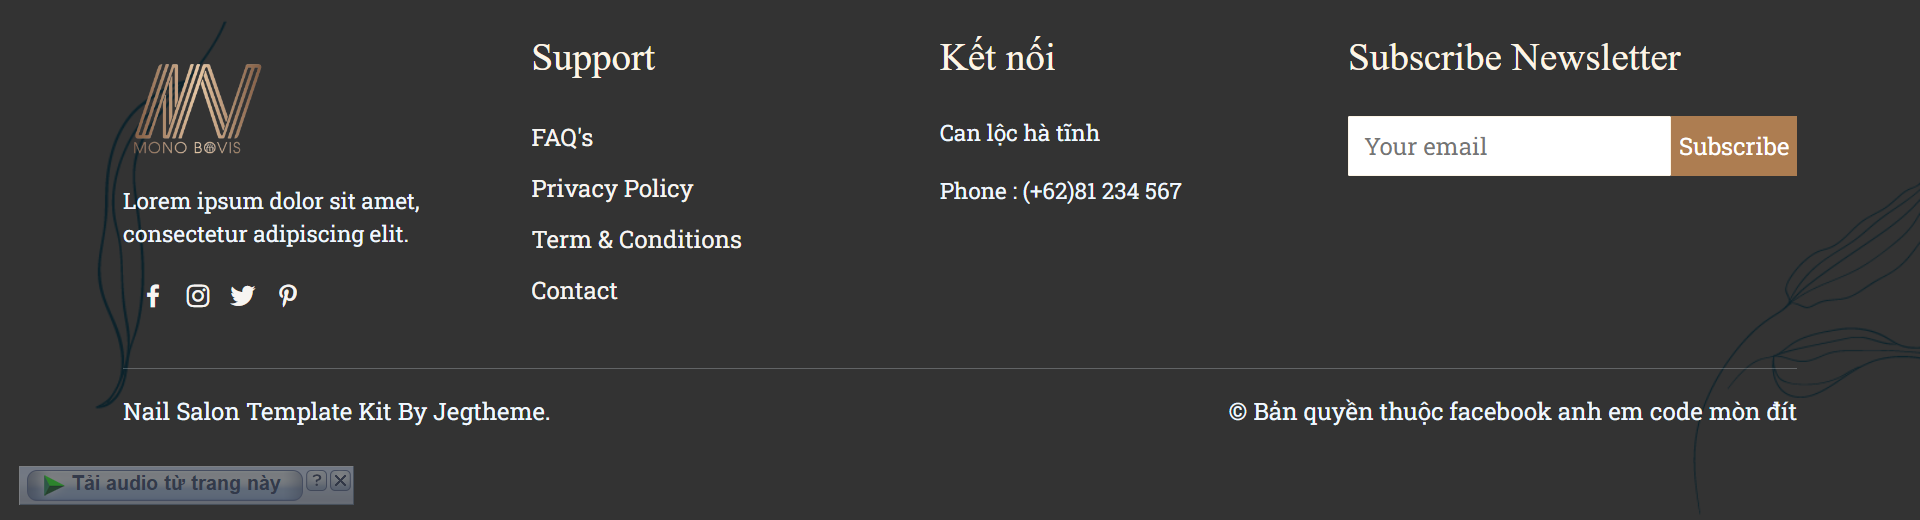 MONO BOVIS
Lorem ipsum dolor sit amet,
consectetur adipiscing elit.
Support
FAQ's
Privacy Policy
Term & Conditions
Contact
Kết nối
Can lộc hà tĩnh
Phone : (+62)81 234 567
Subscribe Newsletter
Your email
Subscribe
Nail Salon Template Kit By Jegtheme.
© Bản quyền thuộc facebook anh em code mòn đít
Tải audio từ trang này ?